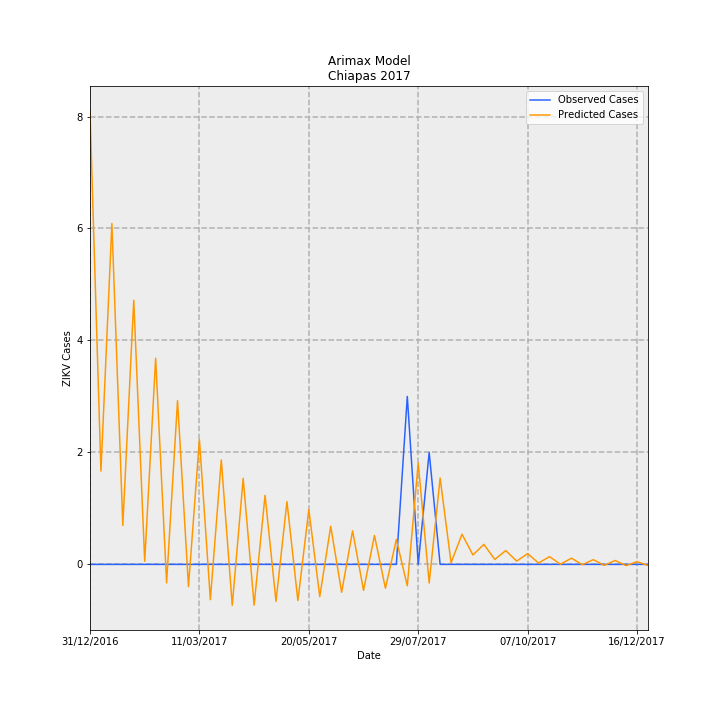 Arimax Model
Chiapas 2017
Observed Cases
Predicted Cases
8
6
4
2
0
ZIKV Cases
31/12/2016 11/03/2017 20/05/2017 29/07/2017 07/10/2017 16/12/2017
Date